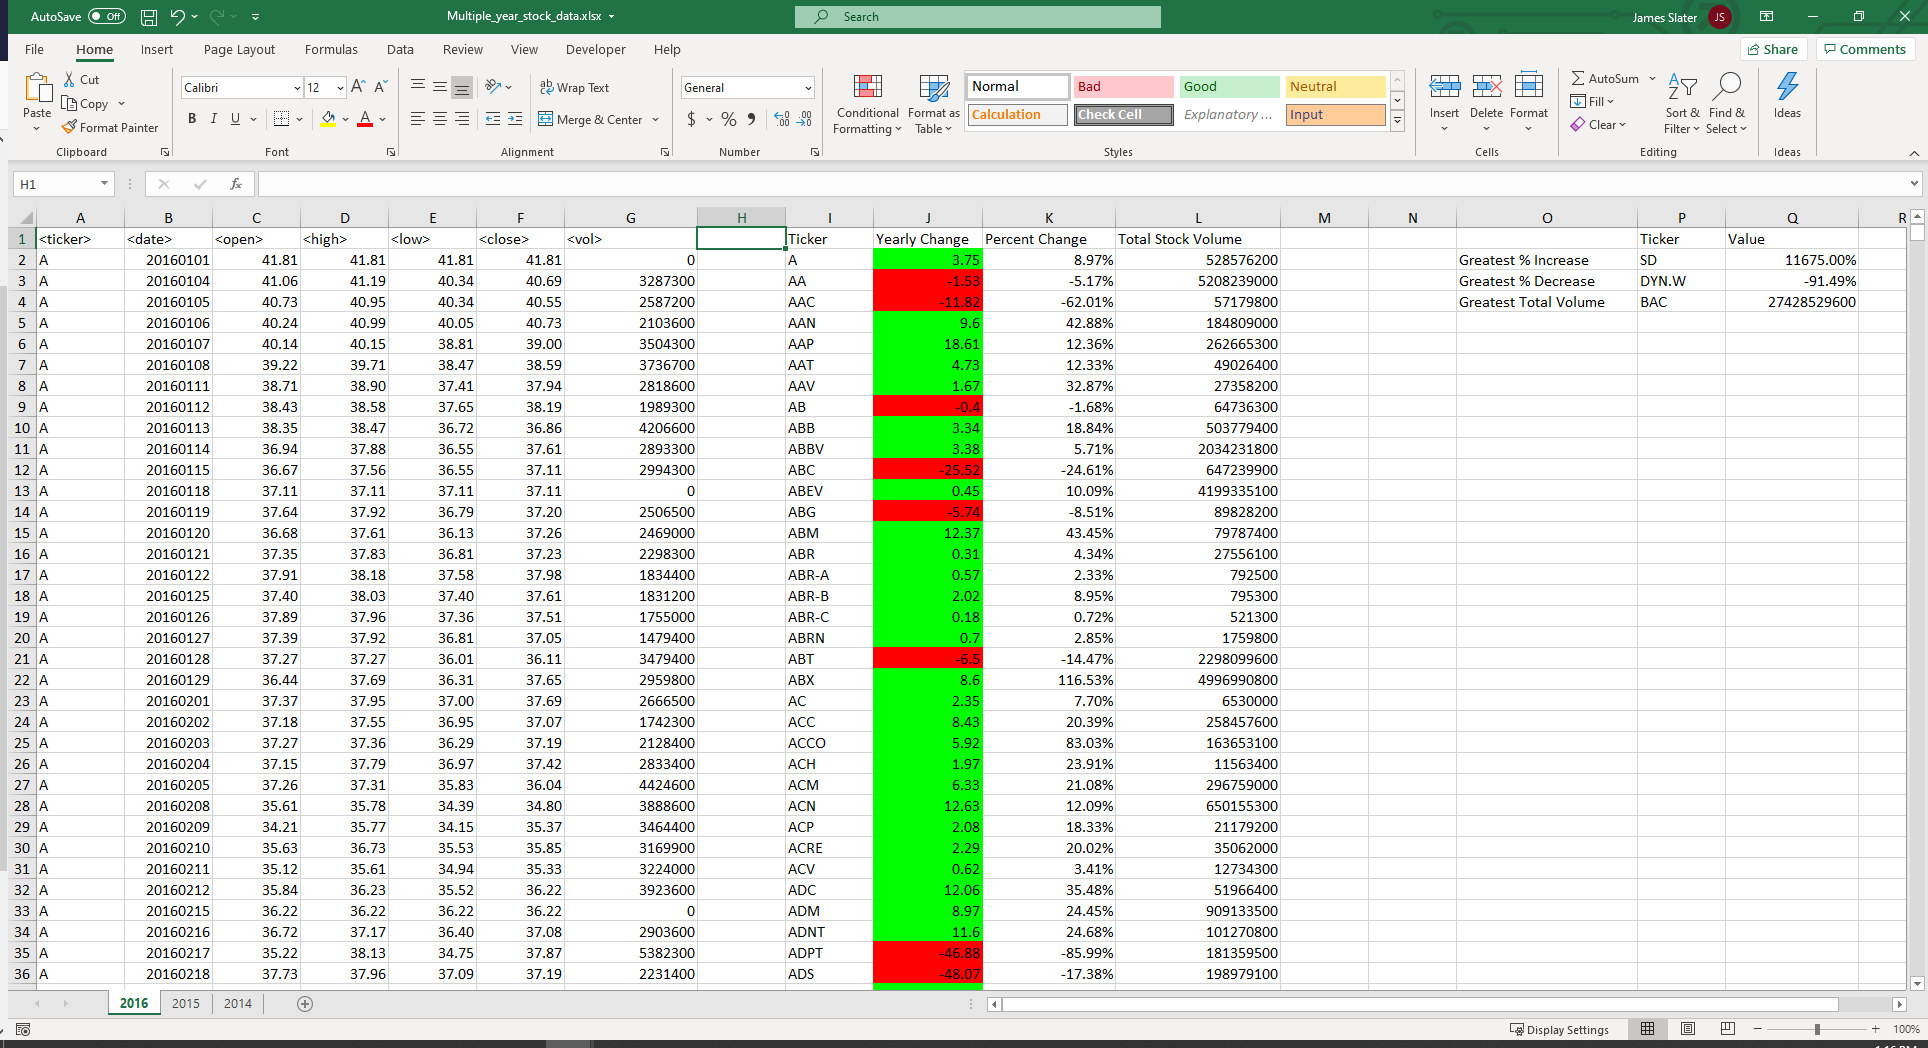 AutoSave Off Multiple_year_stock_data.xlsx Search James Slater JS
File Home Insert Page Layout Formulas Data Review View Developer Help Share Comments
Paste Cut Copy Format Painter
Clipboard
Calibri 12 A A
B I U A
Font
Wrap Text
Merge & Center
Alignment
General
$ % 9 .00 .00
Number
Conditional Formatting Format as Table
Normal Bad Good Neutral
Calculation Check Cell Explanatory ... Input
Styles
Insert Delete Format
Cells
AutoSum
Fill
Clear
Sort & Filter Find & Select
Editing
Ideas
Ideas
H1 fx
A B C D E F G H I J K L M N O P Q R
1 <ticker> <date> <open> <high> <low> <close> <vol> Ticker Yearly Change Percent Change Total Stock Volume Ticker Value
2 A 20160101 41.81 41.81 41.81 41.81 0 A 3.75 8.97% 528576200 Greatest % Increase SD 11675.00%
3 A 20160104 41.06 41.19 40.34 40.69 3287300 AA -1.53 -5.17% 5208239000 Greatest % Decrease DYN.W -91.49%
4 A 20160105 40.73 40.95 40.34 40.55 2587200 AAC -11.82 -62.01% 57179800 Greatest Total Volume BAC 27428529600
5 A 20160106 40.24 40.99 40.05 40.73 2103600 AAN 9.6 42.88% 184809000
6 A 20160107 40.14 40.15 38.81 39.00 3504300 AAP 18.61 12.36% 262665300
7 A 20160108 39.22 39.71 38.47 38.59 3736700 AAT 4.73 12.33% 49026400
8 A 20160111 38.71 38.90 37.41 37.94 2818600 AAV 1.67 32.87% 27358200
9 A 20160112 38.43 38.58 37.65 38.19 1989300 AB -0.4 -1.68% 64736300
10 A 20160113 38.35 38.47 36.72 36.86 4206600 ABB 3.34 18.84% 503779400
11 A 20160114 36.94 37.88 36.55 37.61 2893300 ABBV 3.38 5.71% 2034231800
12 A 20160115 36.67 37.56 36.55 37.11 2994300 ABC -25.52 -24.61% 647239900
13 A 20160118 37.11 37.11 37.11 37.11 0 ABEV 0.45 10.09% 4199335100
14 A 20160119 37.64 37.92 36.79 37.20 2506500 ABG -5.74 -8.51% 89828200
15 A 20160120 36.68 37.61 36.13 37.26 2469000 ABM 12.37 43.45% 79787400
16 A 20160121 37.35 37.83 36.81 37.23 2298300 ABR 0.31 4.34% 27556100
17 A 20160122 37.91 38.18 37.58 37.98 1834400 ABR-A 0.57 2.33% 792500
18 A 20160125 37.40 38.03 37.40 37.61 1831200 ABR-B 2.02 8.95% 795300
19 A 20160126 37.89 37.96 37.36 37.51 1755000 ABR-C 0.18 0.72% 521300
20 A 20160127 37.39 37.92 36.81 37.05 1479400 ABRN 0.7 2.85% 1759800
21 A 20160128 37.27 37.27 36.01 36.11 3479400 ABT -6.5 -14.47% 2298099600
22 A 20160129 36.44 37.69 36.31 37.65 2959800 ABX 8.6 116.53% 4996990800
23 A 20160201 37.37 37.95 37.00 37.69 2666500 AC 2.35 7.70% 6530000
24 A 20160202 37.18 37.55 36.95 37.07 1742300 ACC 8.43 20.39% 258457600
25 A 20160203 37.27 37.36 36.29 37.19 2128400 ACCO 5.92 83.03% 163653100
26 A 20160204 37.15 37.79 36.97 37.42 2833400 ACH 1.97 23.91% 11563400
27 A 20160205 37.26 37.31 35.83 36.04 4424600 ACM 6.33 21.08% 296759000
28 A 20160208 35.61 35.78 34.39 34.80 3888600 ACN 12.63 12.09% 650155300
29 A 20160209 34.21 35.77 34.15 35.37 3464400 ACP 2.08 18.33% 21179200
30 A 20160210 35.63 36.73 35.53 35.85 3169900 ACRE 2.29 20.02% 35062000
31 A 20160211 35.12 35.61 34.94 35.33 3224000 ACV 0.62 3.41% 12734300
32 A 20160212 35.84 36.23 35.52 36.22 3923600 ADC 12.06 35.48% 51966400
33 A 20160215 36.22 36.22 36.22 36.22 0 ADM 8.97 24.45% 909133500
34 A 20160216 36.72 37.17 36.40 37.08 2903600 ADNT 11.6 24.68% 101270800
35 A 20160217 35.22 38.13 34.75 37.87 5382300 ADPT -46.88 -85.99% 181359500
36 A 20160218 37.73 37.96 37.09 37.19 2231400 ADS -48.07 -17.38% 198979100
2016 2015 2014
Display Settings 100%